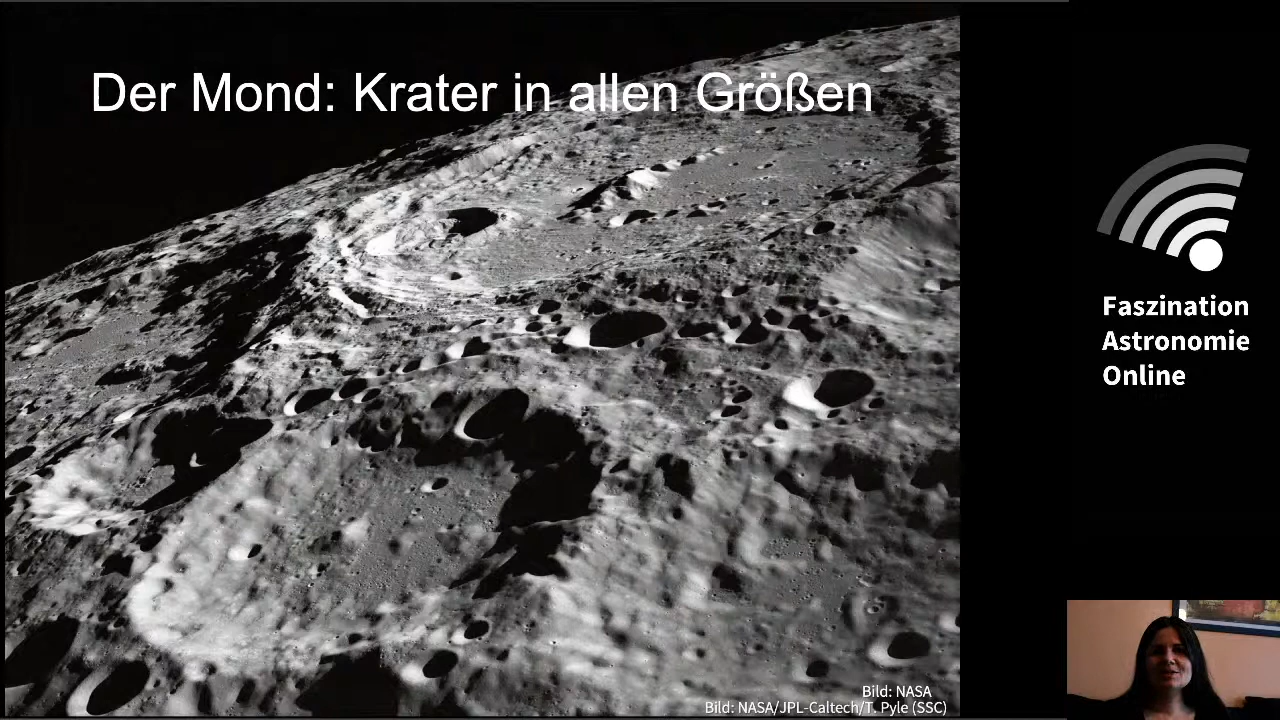 Der Mond: Krater in allen Größen
Faszination
Astronomie
Online
Bild: NASA
Bild: NASA/JPL-Caltech/T. Pyle (SSC)